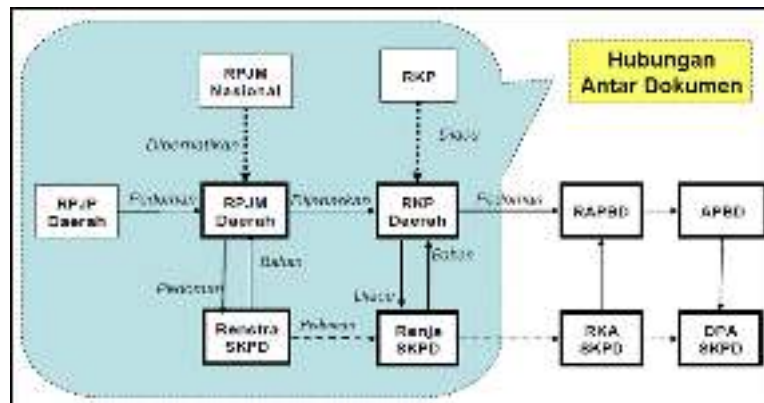 Hubungan
Antar Dokumen
RPJM
Nasional
RKP
Diperhatikan
Diacu
RPJP
Daerah
Pedoman
RPJM
Daerah
Dijabarkan
RKP
Daerah
Pedoman
RAPBD
APBD
Pedoman
Bahan
Diacu
Bahan
Renstra
SKPD
Pedoman
Renja
SKPD
RKA
SKPD
DPA
SKPD